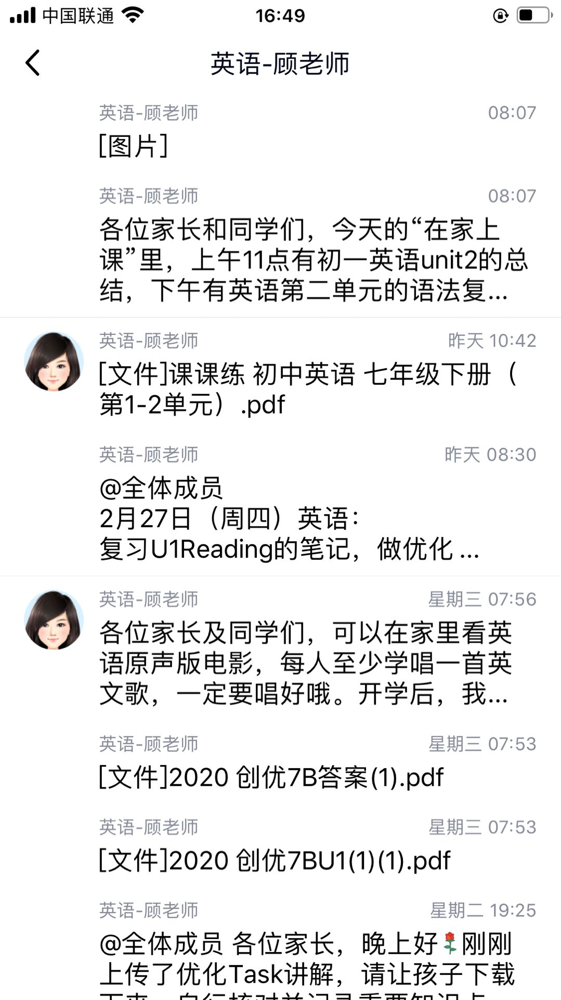 中国联通
16:49
英语-顾老师
英语-顾老师 08:07
[图片]
英语-顾老师 08:07
各位家长和同学们，今天的“在家上
课”里，上午11点有初一英语unit2的总
结，下午有英语第二单元的语法复...
英语-顾老师 昨天 10:42
[文件]课课练 初中英语 七年级下册（
第1-2单元）.pdf
英语-顾老师 昨天 08:30
@全体成员
2月27日（周四）英语：
复习U1Reading的笔记，做优化 ...
英语-顾老师 星期三 07:56
各位家长及同学们，可以在家里看英
语原声版电影，每人至少学唱一首英
文歌，一定要唱好哦。开学后，我...
英语-顾老师 星期三 07:53
[文件]2020 创优7B答案(1).pdf
英语-顾老师 星期三 07:53
[文件]2020 创优7BU1(1)(1).pdf
英语-顾老师 星期二 19:25
@全体成员 各位家长，晚上好🌹刚刚
上传了优化Task讲解，请让孩子下载